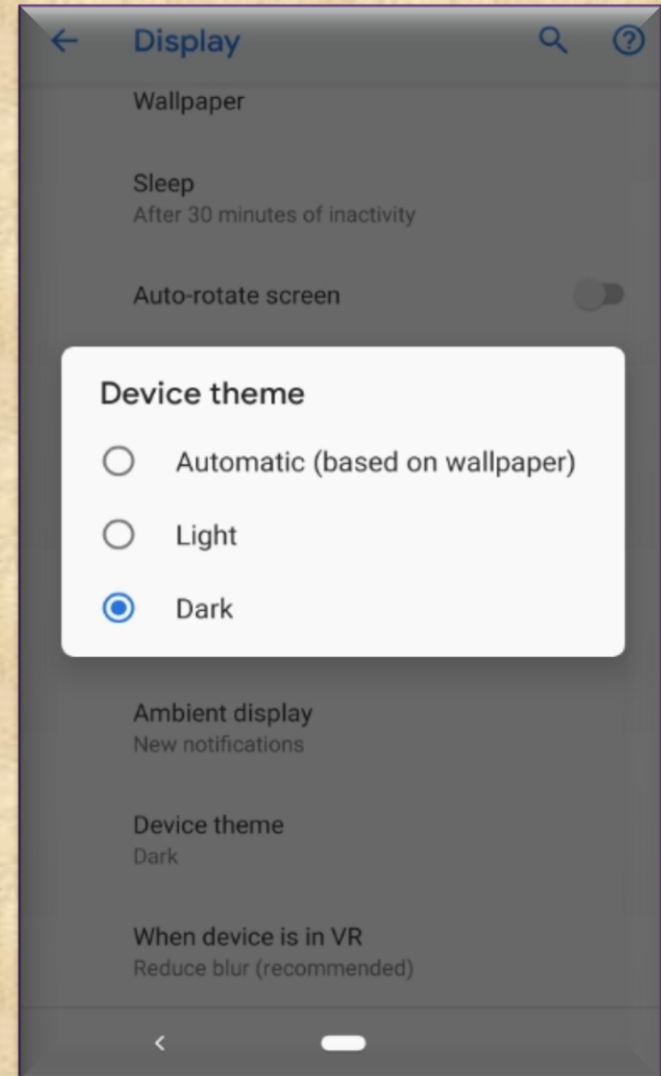 Display
Wallpaper
Sleep
After 30 minutes of inactivity
Auto-rotate screen
Device theme
Automatic (based on wallpaper)
Light
Dark
Ambient display
New notifications
Device theme
Dark
When device is in VR
Reduce blur (recommended)